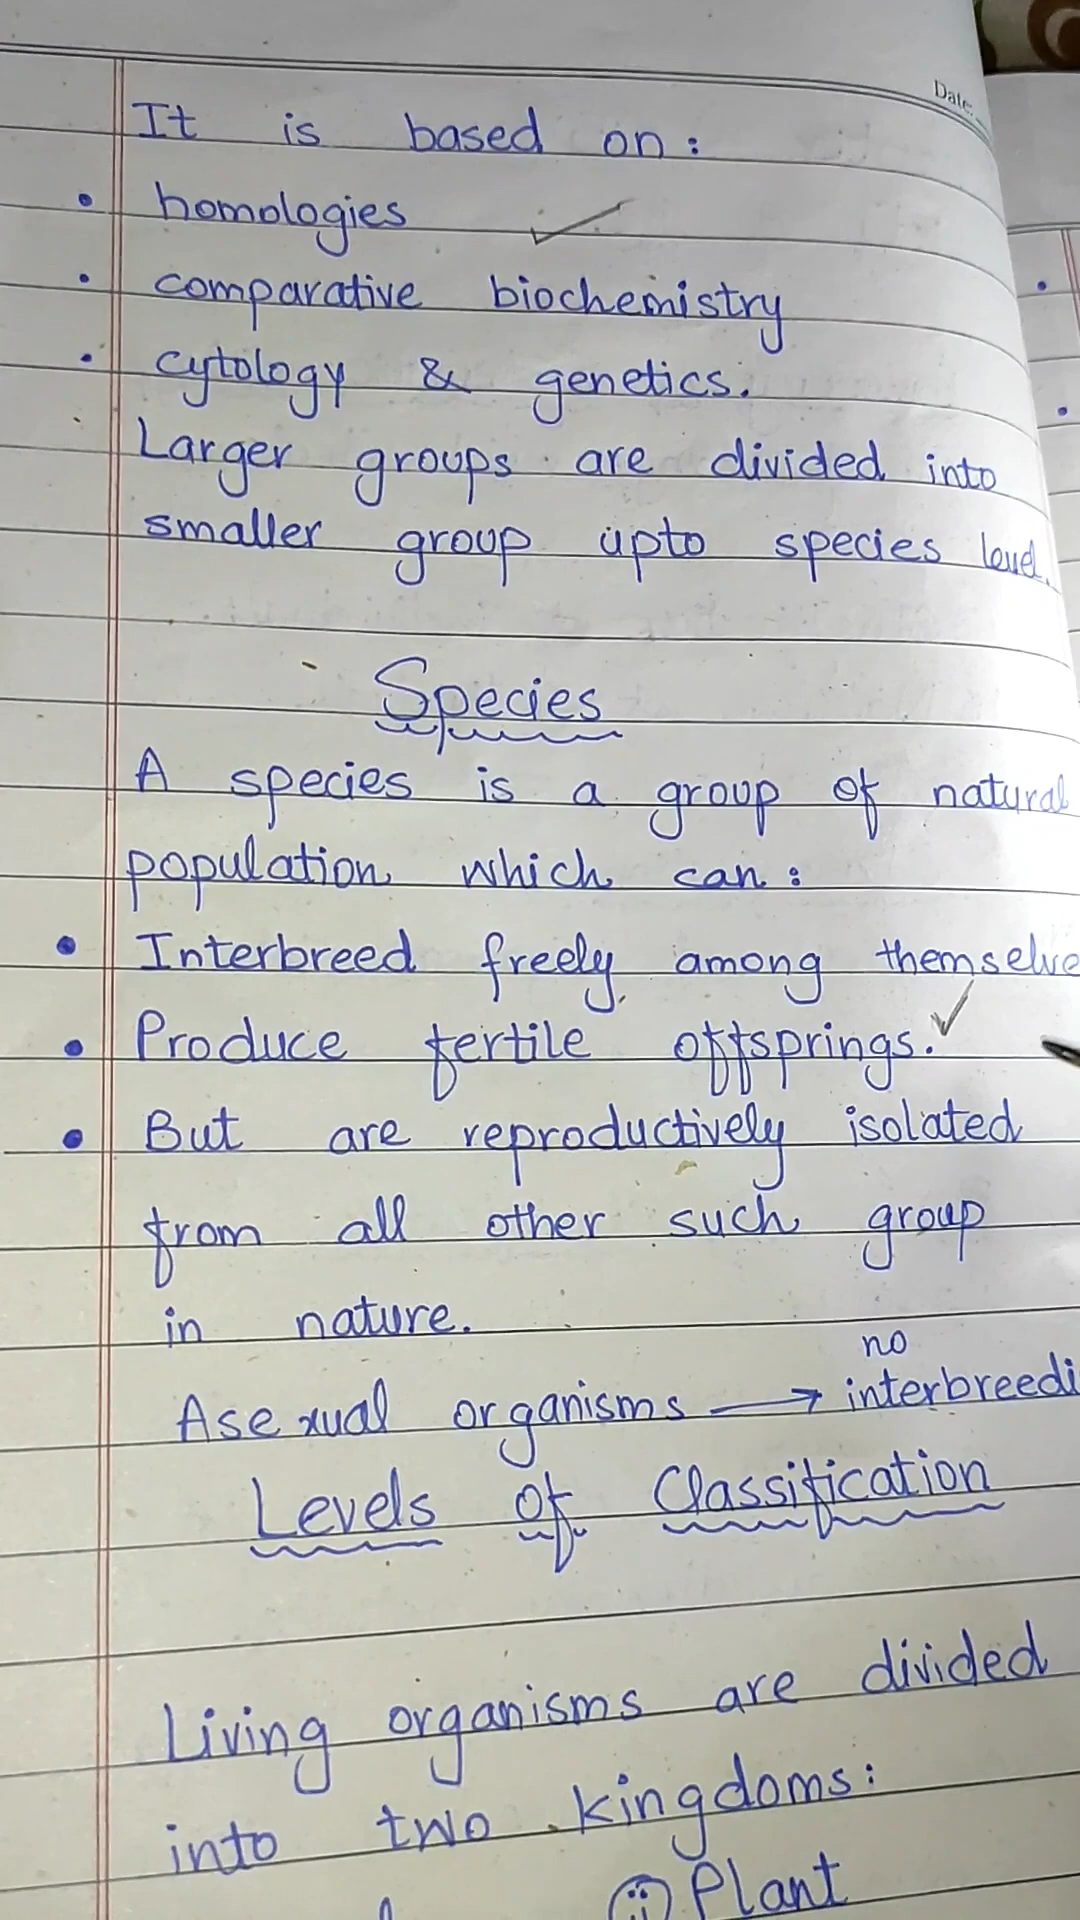 Date.
It is based on:
• homologies
• comparative biochemistry
• cytology & genetics.
Larger groups are divided into
smaller group upto species level.
Species
A species is a group of natural
population which can:
• Interbreed freely among themselve
• Produce fertile offsprings.
• But are reproductively isolated
from all other such group
in nature.
no
Asexual organisms → interbreedi
Levels of Classification
Living organisms are divided
into two kingdoms:
(ii) Plant